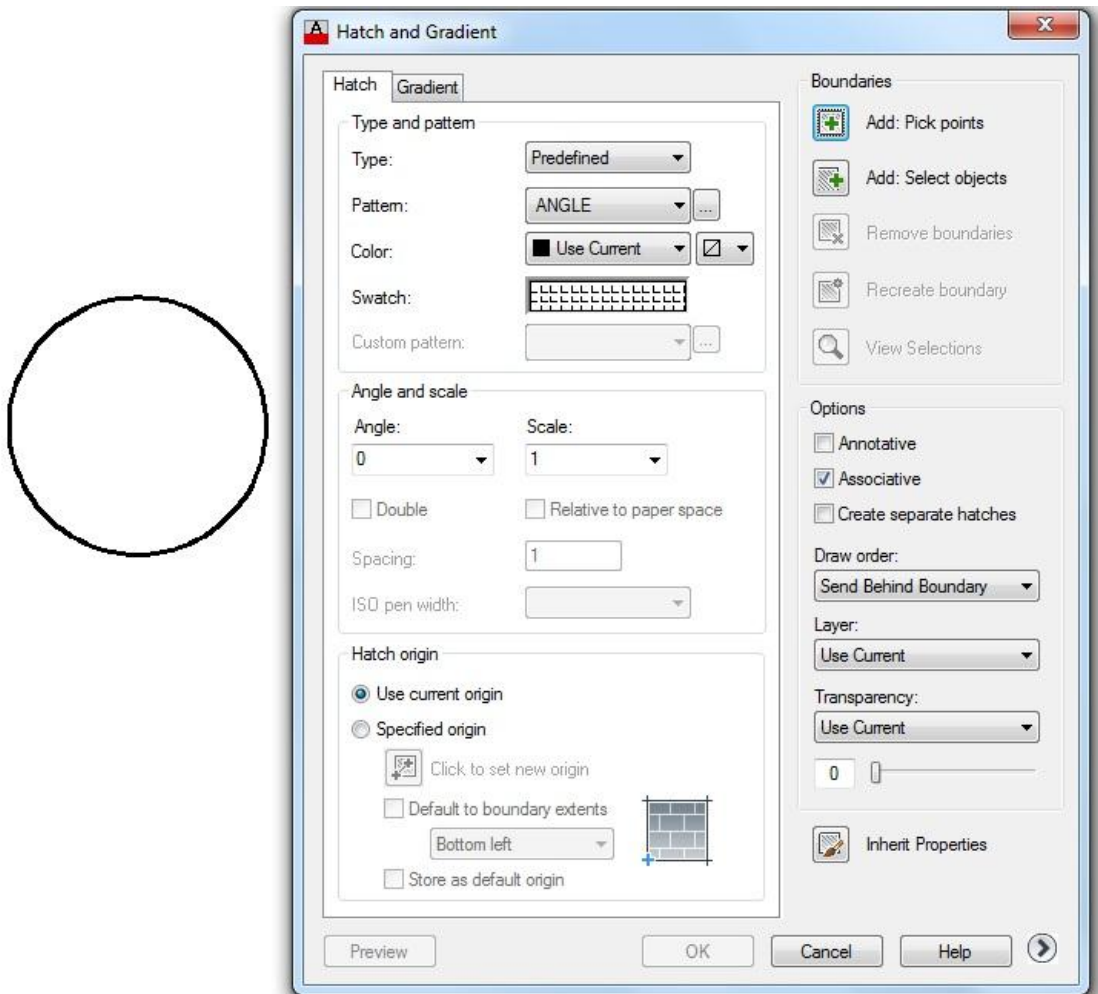 Hatch and Gradient
Hatch
Gradient
Type and pattern
Type:
Predefined
Pattern:
ANGLE
...
Color:
Use Current
Swatch:
Custom pattern:
...
Angle and scale
Angle:
Scale:
0
1
Double
Relative to paper space
Spacing:
1
ISO pen width:
Hatch origin
Use current origin
Specified origin
Click to set new origin
Default to boundary extents
Bottom left
Store as default origin
Boundaries
Add: Pick points
Add: Select objects
Remove boundaries
Recreate boundary
View Selections
Options
Annotative
Associative
Create separate hatches
Draw order:
Send Behind Boundary
Layer:
Use Current
Transparency:
Use Current
0
Inherit Properties
Preview
OK
Cancel
Help